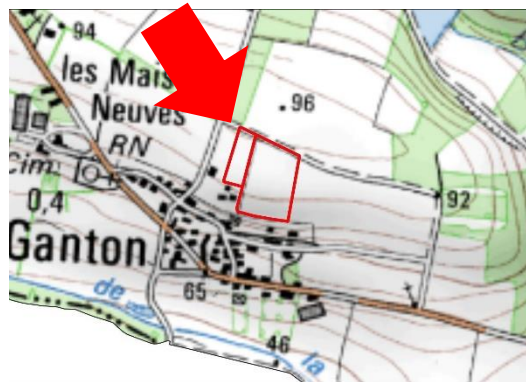 94
les Mais
Neuves
96
RN
Cim.
0,4
92
Ganton
65
de
46
la